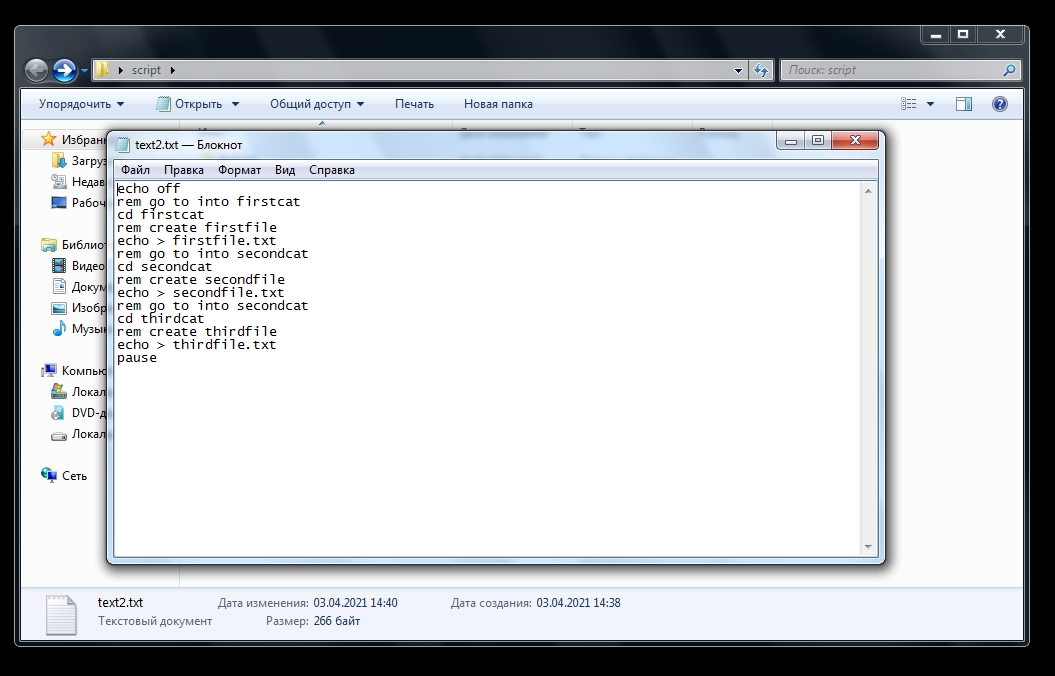 script
Поиск: script
Упорядочить
Открыть
Общий доступ
Печать
Новая папка
text2.txt — Блокнот
Файл Правка Формат Вид Справка
echo off
rem go to into firstcat
cd firstcat
rem create firstfile
echo > firstfile.txt
rem go to into secondcat
cd secondcat
rem create secondfile
echo > secondfile.txt
rem go to into secondcat
cd thirdcat
rem create thirdfile
echo > thirdfile.txt
pause
Избран
Загруз
Недав
Рабоч
Библиот
Видео
Докум
Изобр
Музык
Компьк
Локал
DVD-д
Локал
Сеть
text2.txt
Дата изменения: 03.04.2021 14:40
Дата создания: 03.04.2021 14:38
Текстовый документ
Размер: 266 байт